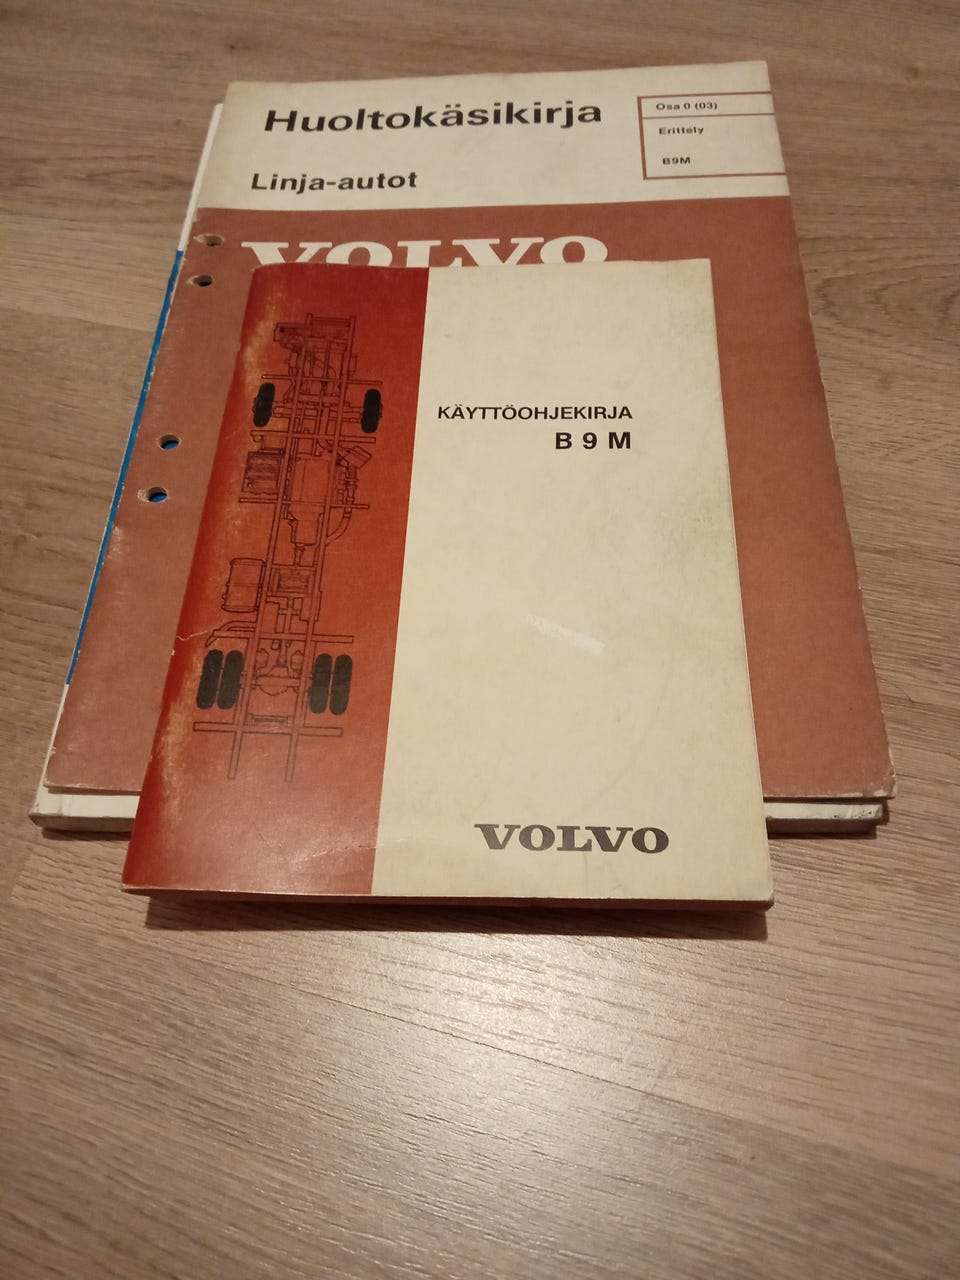 Huoltokäsikirja
Linja-autot
Osa 0 (03)
Erittely
B9M
VOLVO
KÄYTTÖOHJEKIRJA
B 9 M
VOLVO